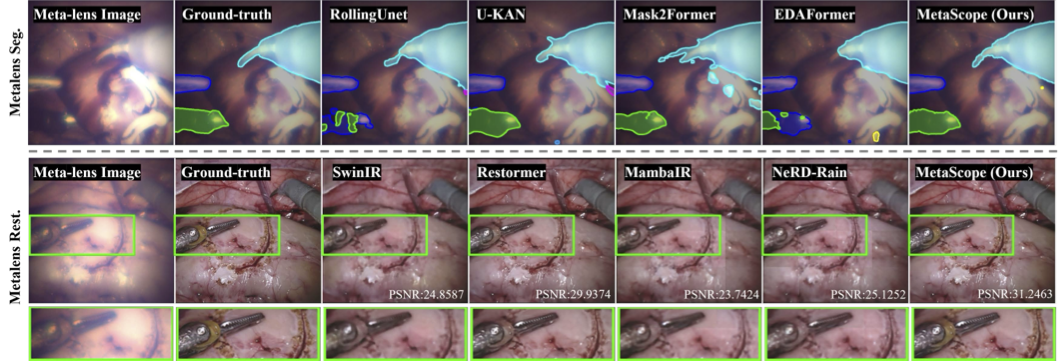 Metalens Seg.
Meta-lens Image
Ground-truth
RollingUnet
U-KAN
Mask2Former
EDAFormer
MetaScope (Ours)
Metalens Rest.
Meta-lens Image
Ground-truth
SwinIR
Restormer
MambaIR
NeRD-Rain
MetaScope (Ours)
PSNR:24.8587
PSNR:29.9374
PSNR:23.7424
PSNR:25.1252
PSNR:31.2463